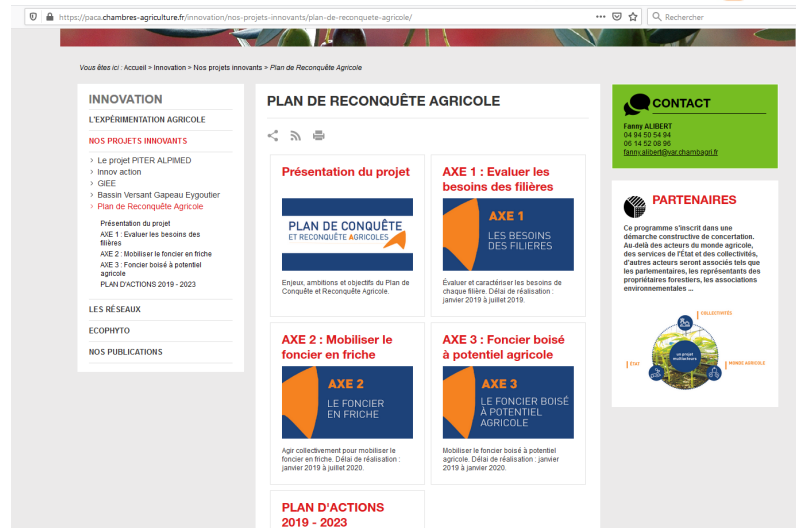 https://paca.chambres-agriculture.fr/innovation/nos-projets-innovants/plan-de-reconquete-agricole/
Rechercher
Vous êtes ici : Accueil > Innovation > Nos projets innovants > Plan de Reconquête Agricole
INNOVATION
L'EXPÉRIMENTATION AGRICOLE
NOS PROJETS INNOVANTS
> Le projet PITER ALPIMED
> Innov action
> GIEE
> Bassin Versant Gapeau Eygoutier
> Plan de Reconquête Agricole
Présentation du projet
AXE 1 : Evaluer les besoins des
filières
AXE 2 : Mobiliser le foncier en friche
AXE 3 : Foncier boisé à potentiel
agricole
PLAN D'ACTIONS 2019 - 2023
LES RÉSEAUX
ECOPHYTO
NOS PUBLICATIONS
PLAN DE RECONQUÊTE AGRICOLE
Présentation du projet
PLAN DE CONQUÊTE
ET RECONQUÊTE AGRICOLES
Enjeux, ambitions et objectifs du Plan de
Conquête et Reconquête Agricole.
AXE 1 : Evaluer les
besoins des filières
AXE 1
LES BESOINS
DES FILIERES
Évaluer et caractériser les besoins de
chaque filière. Délai de réalisation :
janvier 2019 à juillet 2019.
AXE 2 : Mobiliser le
foncier en friche
AXE 2
LE FONCIER
EN FRICHE
Agir collectivement pour mobiliser le
foncier en friche. Délai de réalisation :
janvier 2019 à juillet 2020.
AXE 3 : Foncier boisé
à potentiel agricole
AXE 3
LE FONCIER BOISÉ
À POTENTIEL
AGRICOLE
Mobiliser le foncier boisé à potentiel
agricole. Délai de réalisation : janvier
2019 à janvier 2020.
PLAN D'ACTIONS
2019 - 2023
CONTACT
Fanny ALIBERT
04 94 50 54 94
06 14 52 08 96
fanny.alibert@var.chambagri.fr
PARTENAIRES
Ce programme s'inscrit dans une
démarche constructive de concertation.
Au-delà des acteurs du monde agricole,
des services de l'État et des collectivités,
d'autres acteurs seront associés tels que
les parlementaires, les représentants des
propriétaires forestiers, les associations
environnementales ...
COLLECTIVITÉS
un projet
multiacteurs
ÉTAT
MONDE AGRICOLE